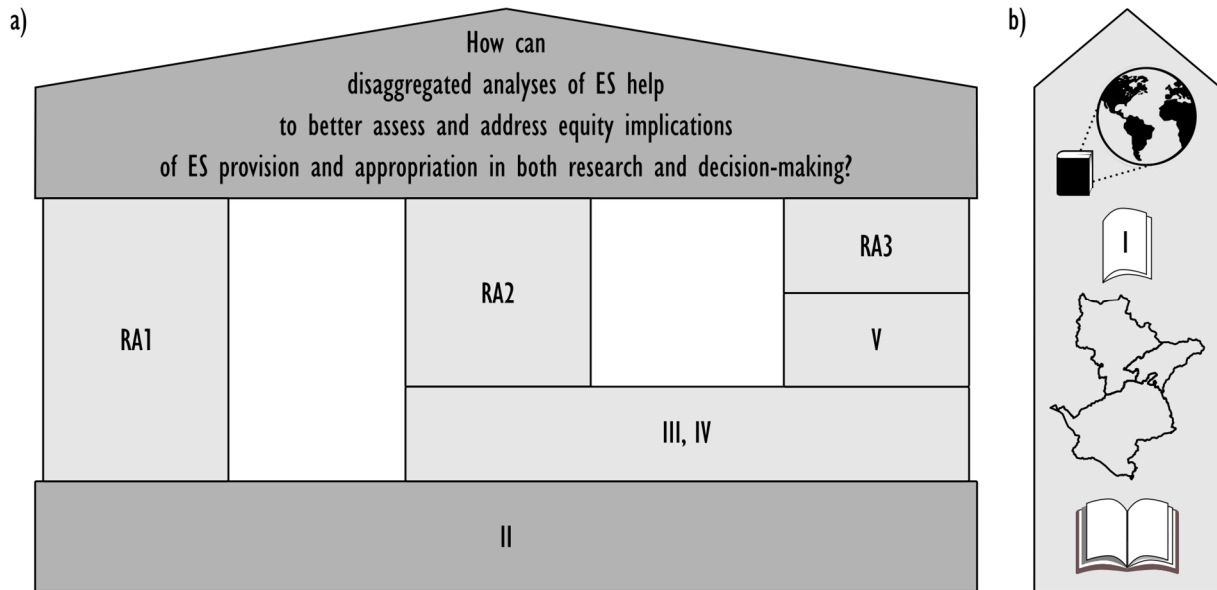 a)
How can
disaggregated analyses of ES help
to better assess and address equity implications
of ES provision and appropriation in both research and decision-making?
RA1
RA2
RA3
V
III, IV
II
b)
I